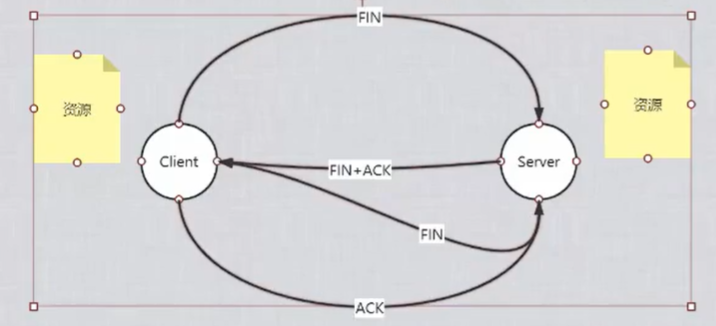 FIN
资源
资源
Client
FIN+ACK
Server
FIN
ACK